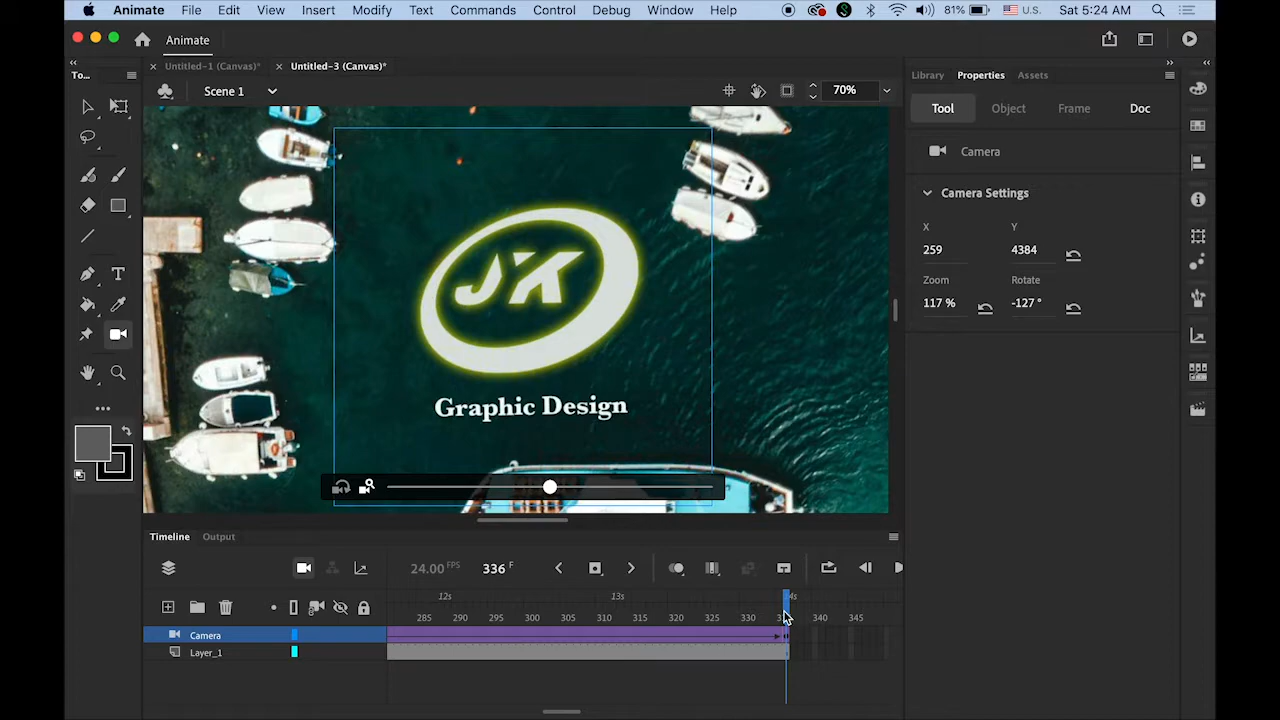 Animate File Edit View Insert Modify Text Commands Control Debug Window Help 81% U.S. Sat 5:24 AM
Animate
To... Untitled-1 (Canvas)* Untitled-3 (Canvas)* Library Properties Assets
Scene 1 70%
Tool Object Frame Doc
Camera
Camera Settings
X Y
259 4384
Zoom Rotate
117 % -127 °
JK
Graphic Design
Timeline Output
24.00 FPS 336 F
12s 13s 4s
285 290 295 300 305 310 315 320 325 330 340 345
Camera
Layer_1